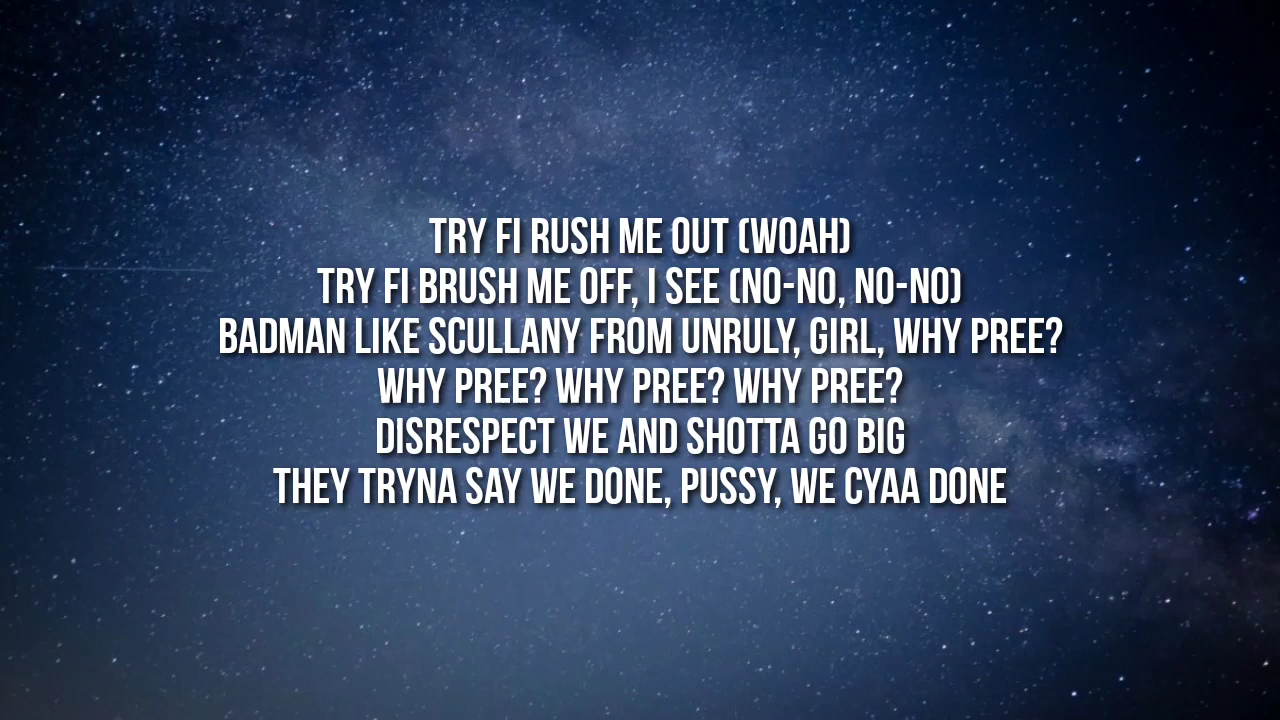 TRY FI RUSH ME OUT (WOAH)
TRY FI BRUSH ME OFF, I SEE (NO-NO, NO-NO)
BADMAN LIKE SCULLANY FROM UNRULY, GIRL, WHY PREE?
WHY PREE? WHY PREE? WHY PREE?
DISRESPECT WE AND SHOTTA GO BIG
THEY TRYNA SAY WE DONE, PUSSY, WE CYAA DONE